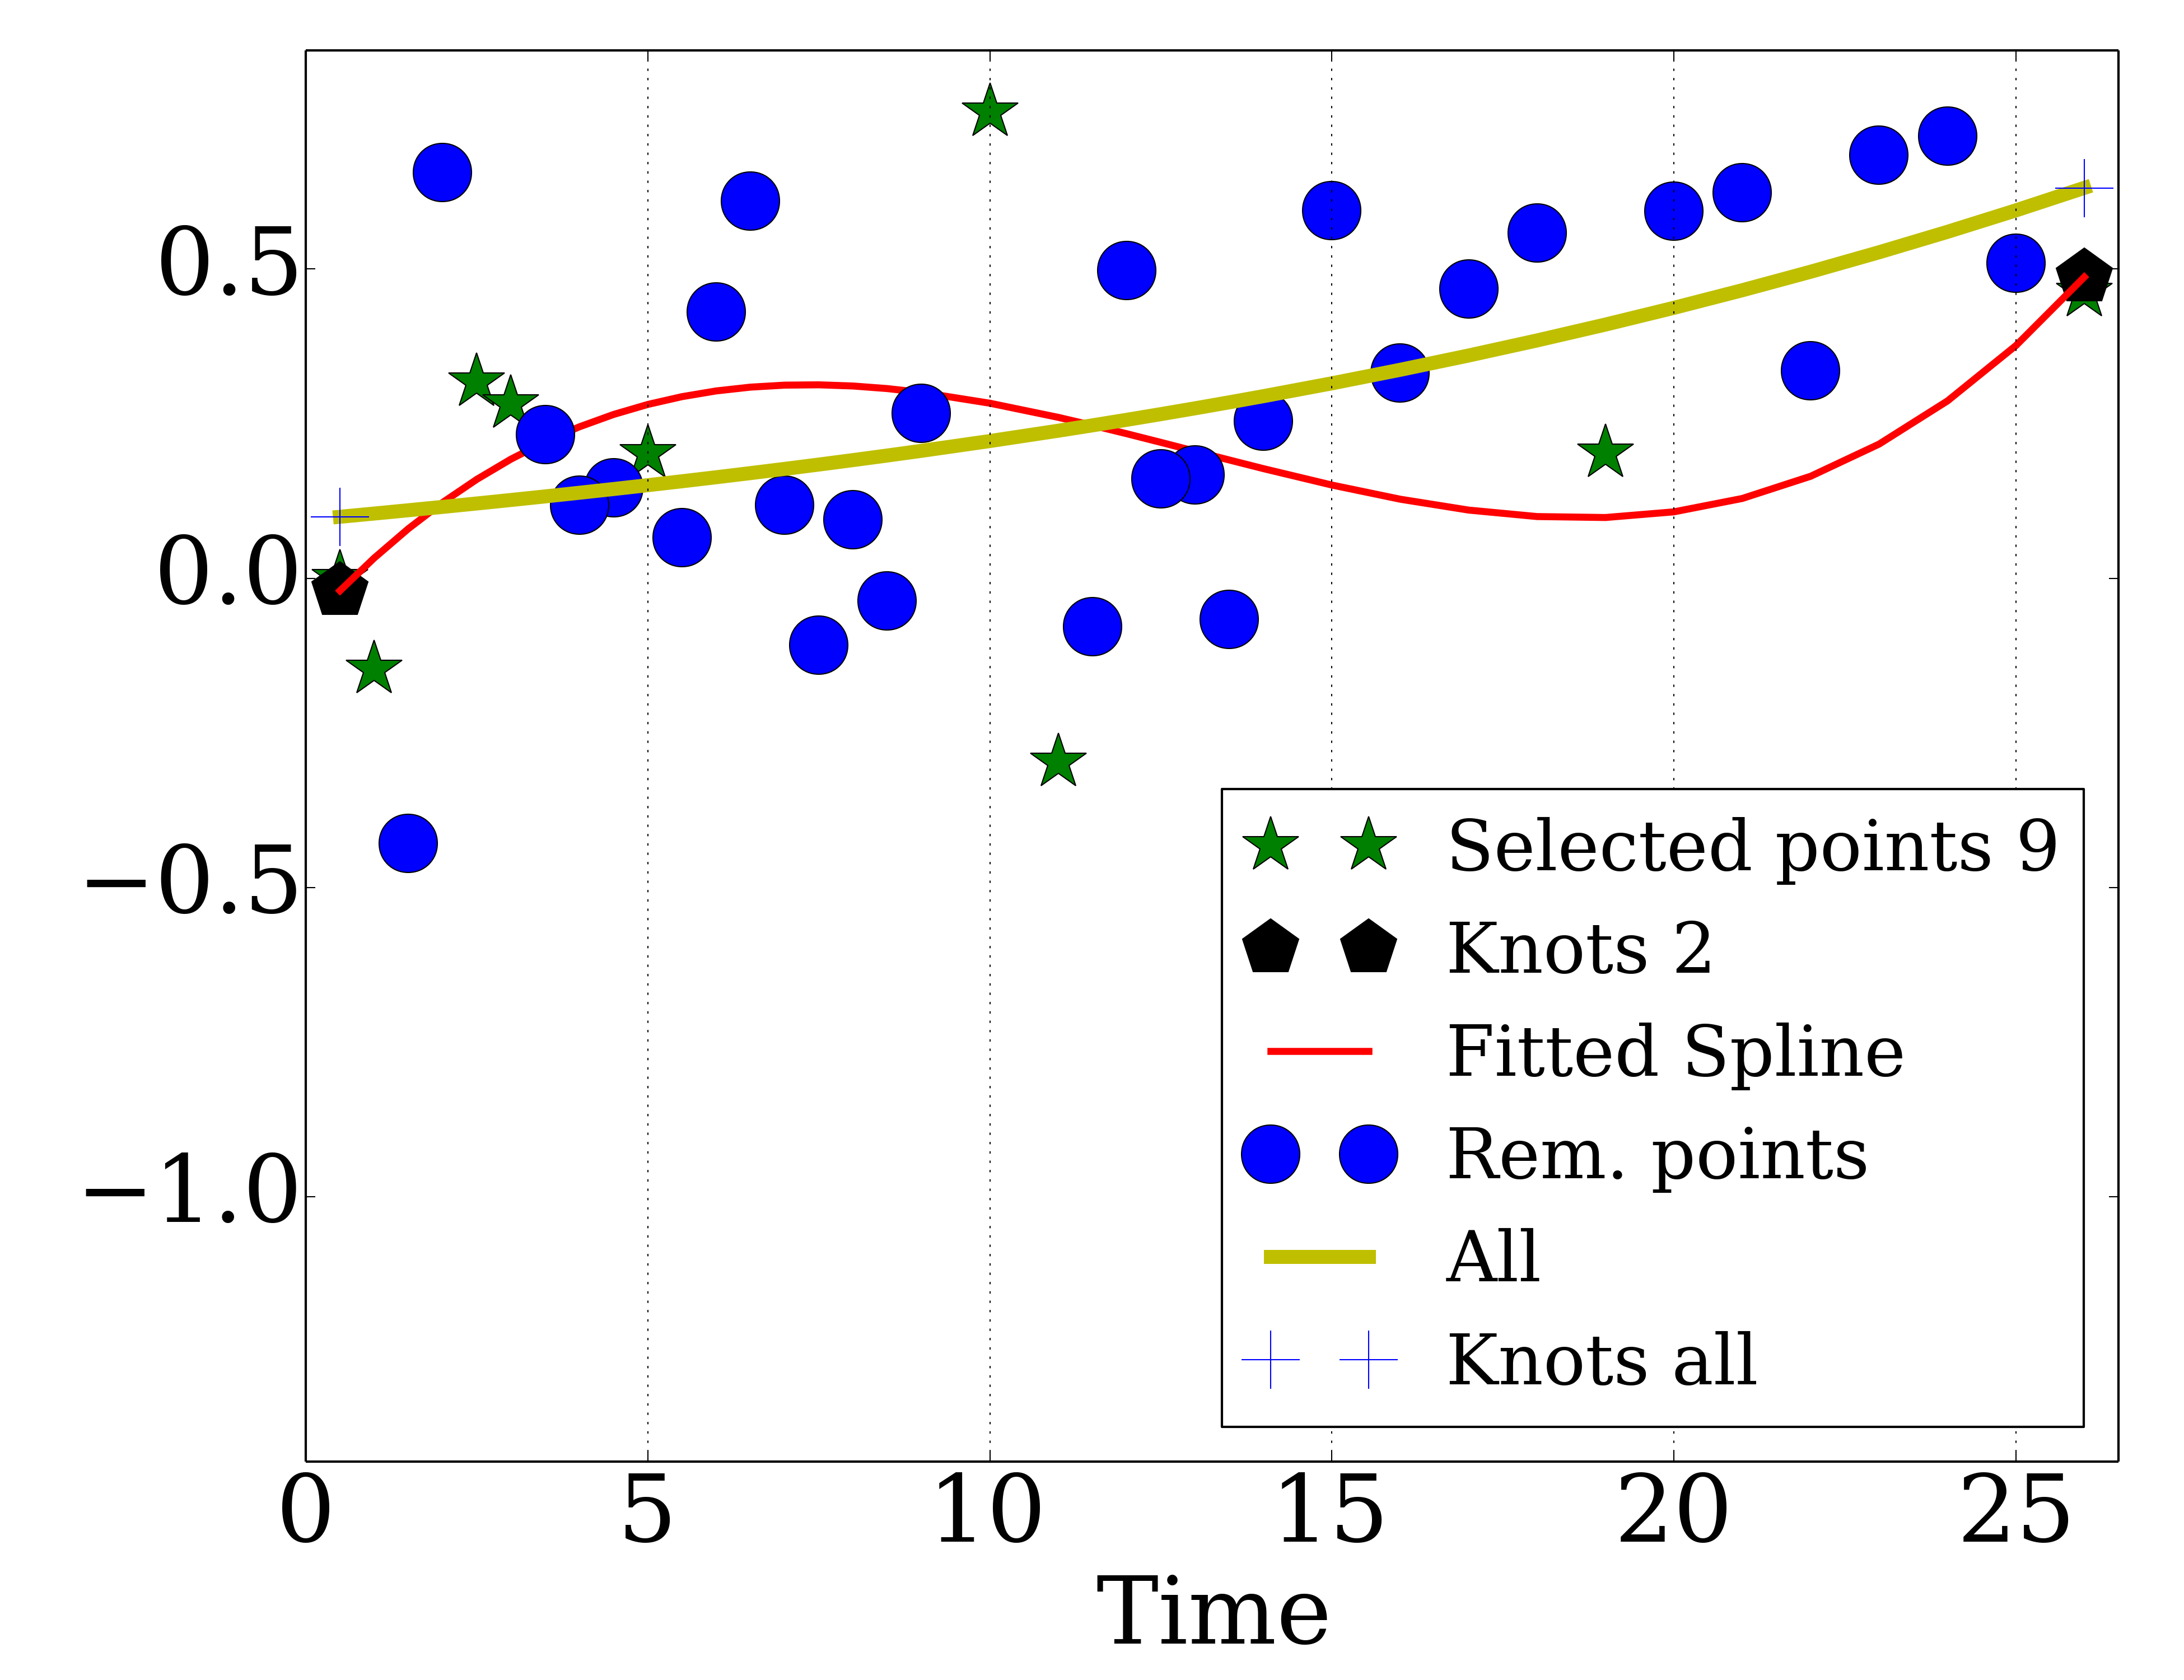 0.5
0.0
−0.5
−1.0
Selected points 9
Knots 2
Fitted Spline
Rem. points
All
Knots all
0 5 10 15 20 25
Time